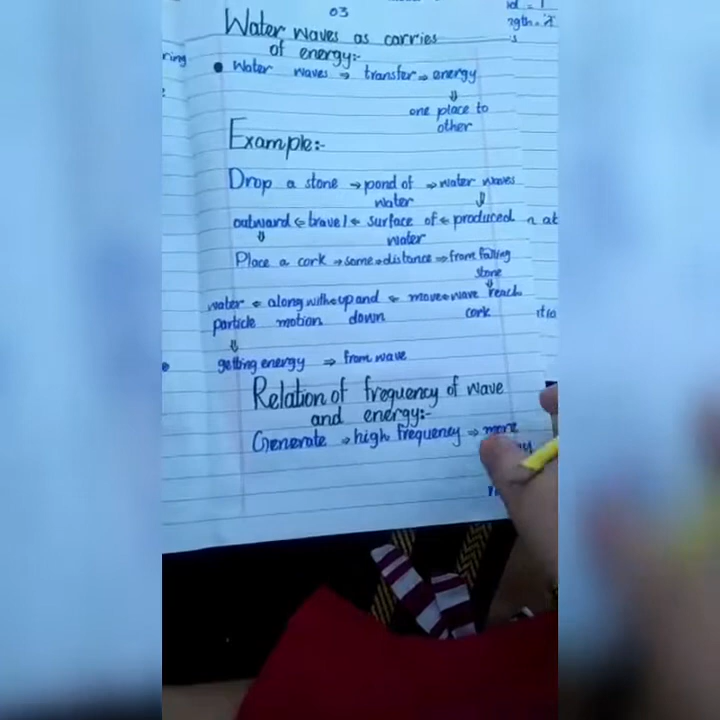 03
Water waves as carries
of energy:-
ring
• Water waves ⇒ transfer ⇒ energy
⇓
one place to
other
Example:-
Drop a stone → pond of ⇒ water waves
water ⇓
outward ⇐ travel ← surface of ← produced
⇓ water
Place a cork → some → distance ⇒ from falling
stone
⇓
water ← along with ← up and ← move ← wave reach
particle motion down cork
⇓
getting energy ⇒ from wave
Relation of frequency of wave
and energy:-
Generate → high frequency ⇒ more